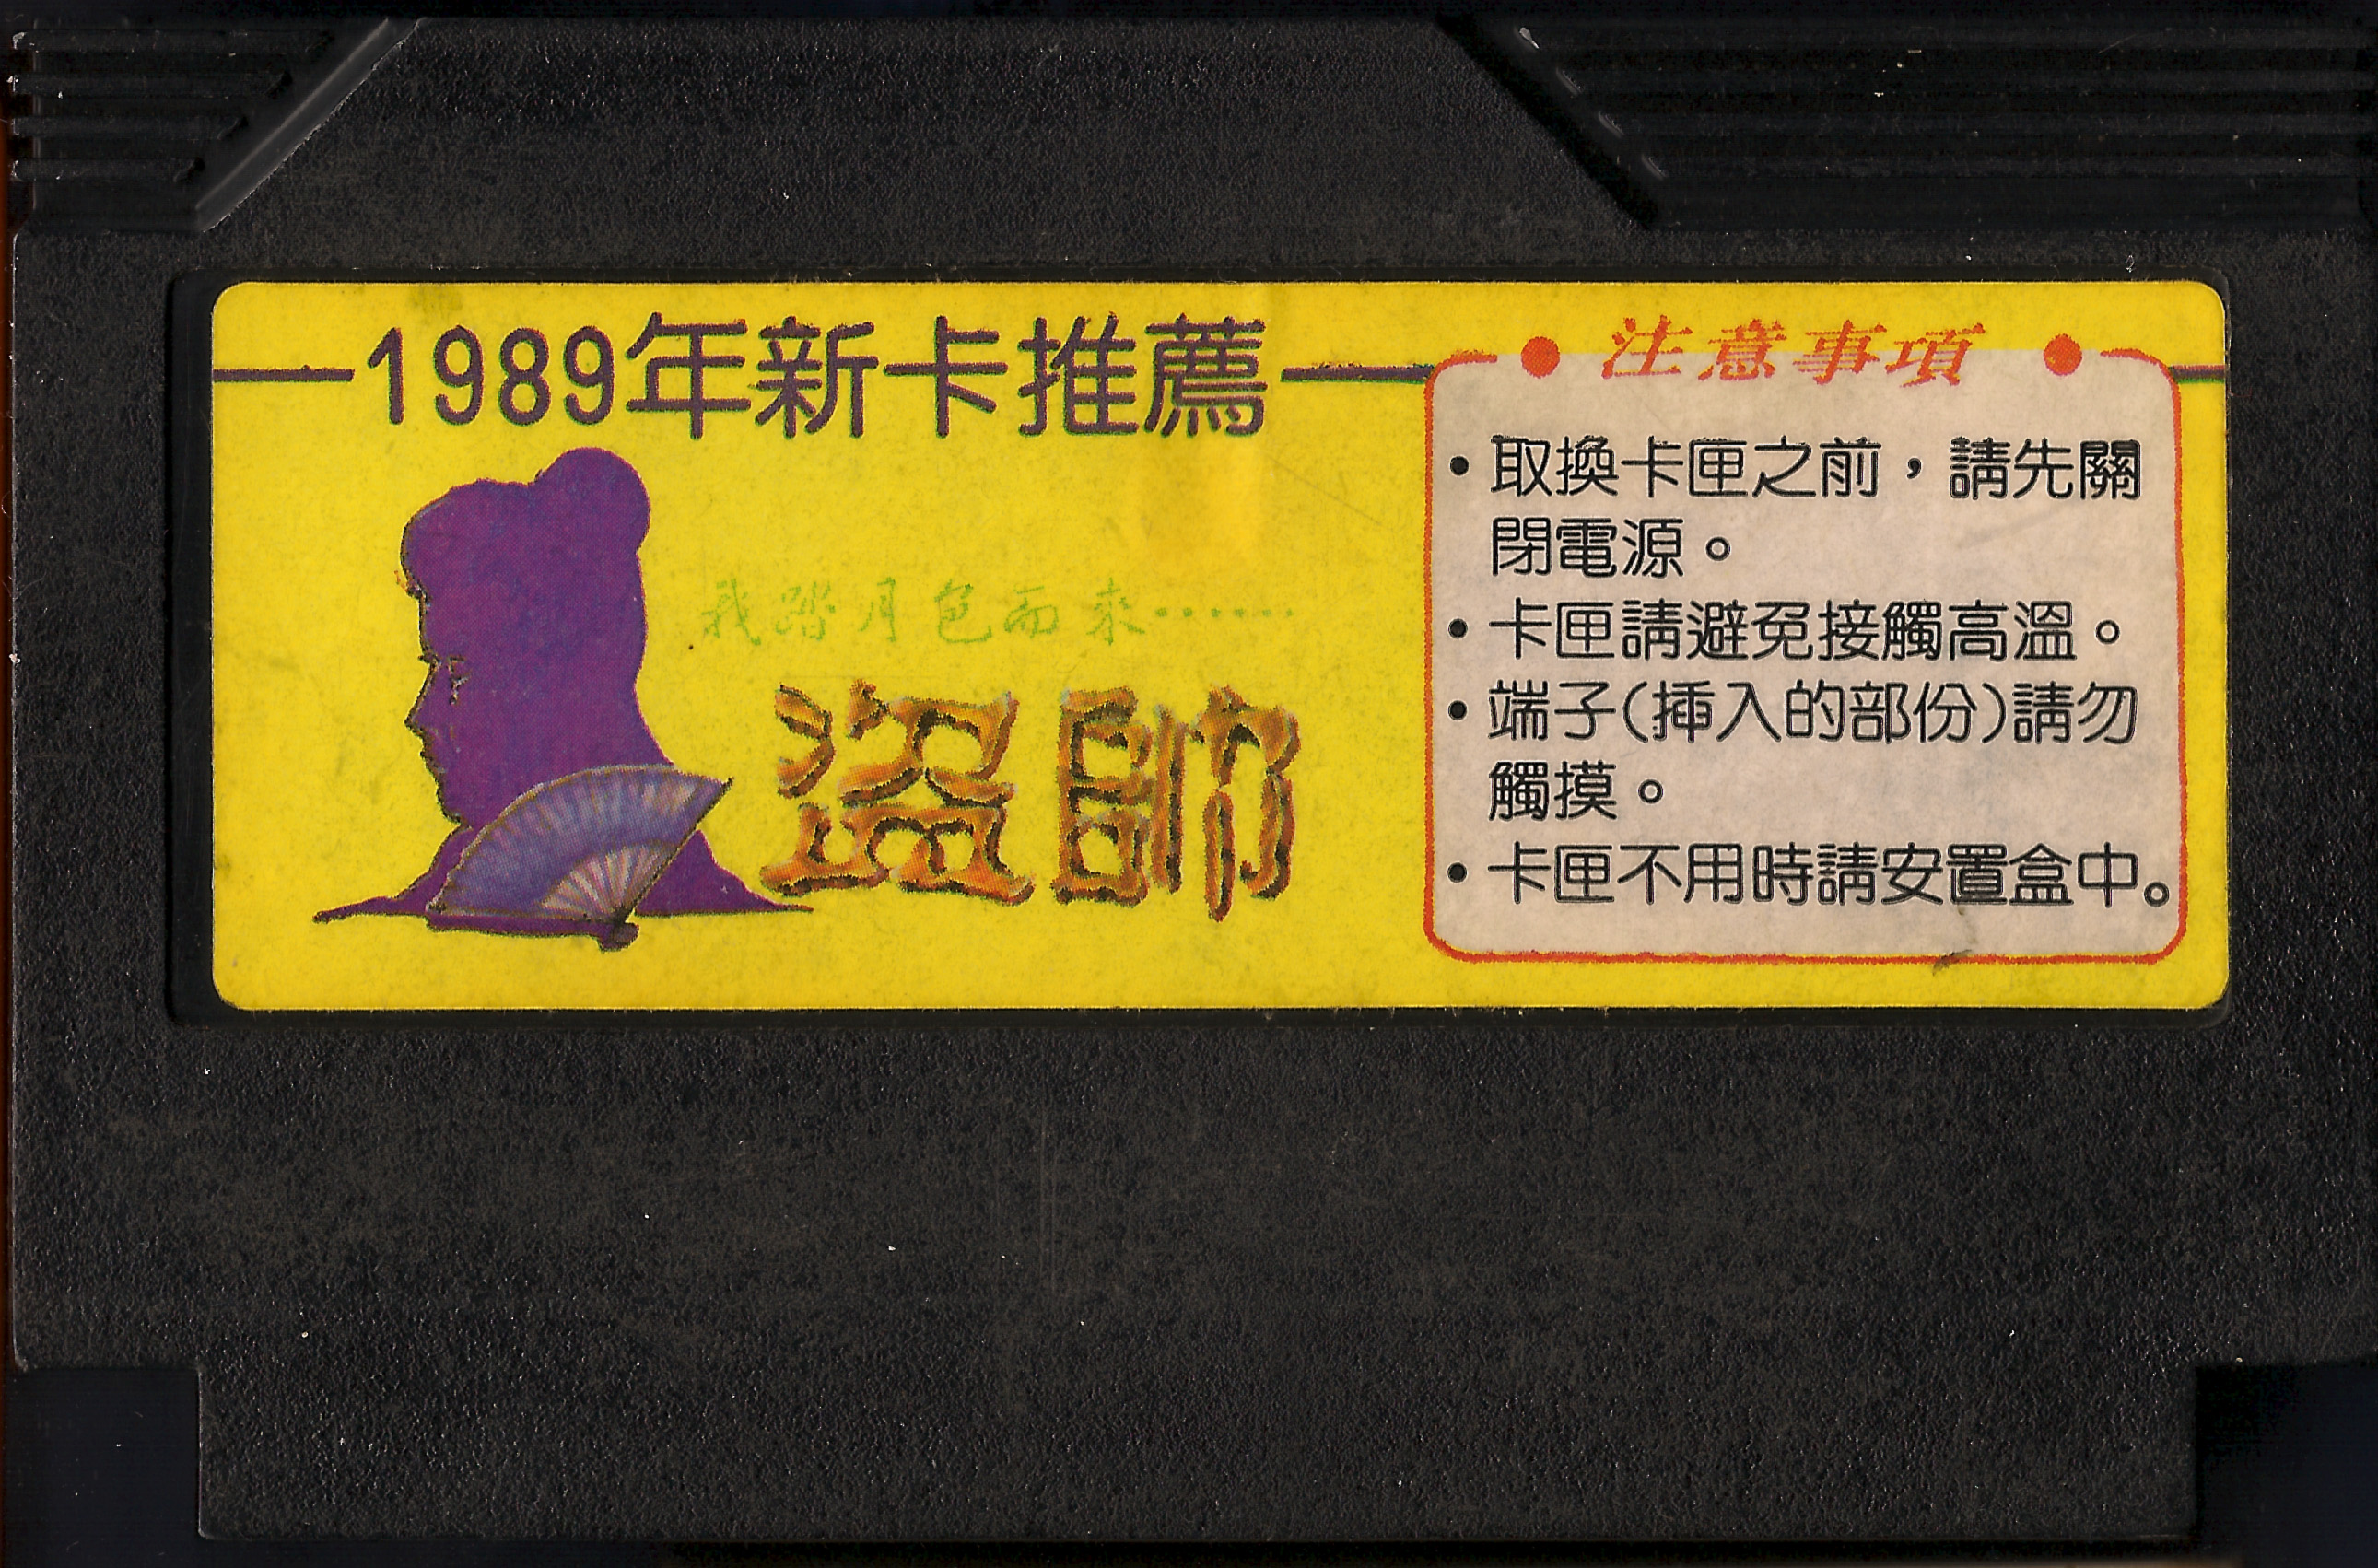 1989年新卡推薦
我踏月色而來⋯⋯
盜帥
注意事項
•取換卡匣之前，請先關
閉電源。
•卡匣請避免接觸高溫。
•端子(插入的部份)請勿
觸摸。
•卡匣不用時請安置盒中。